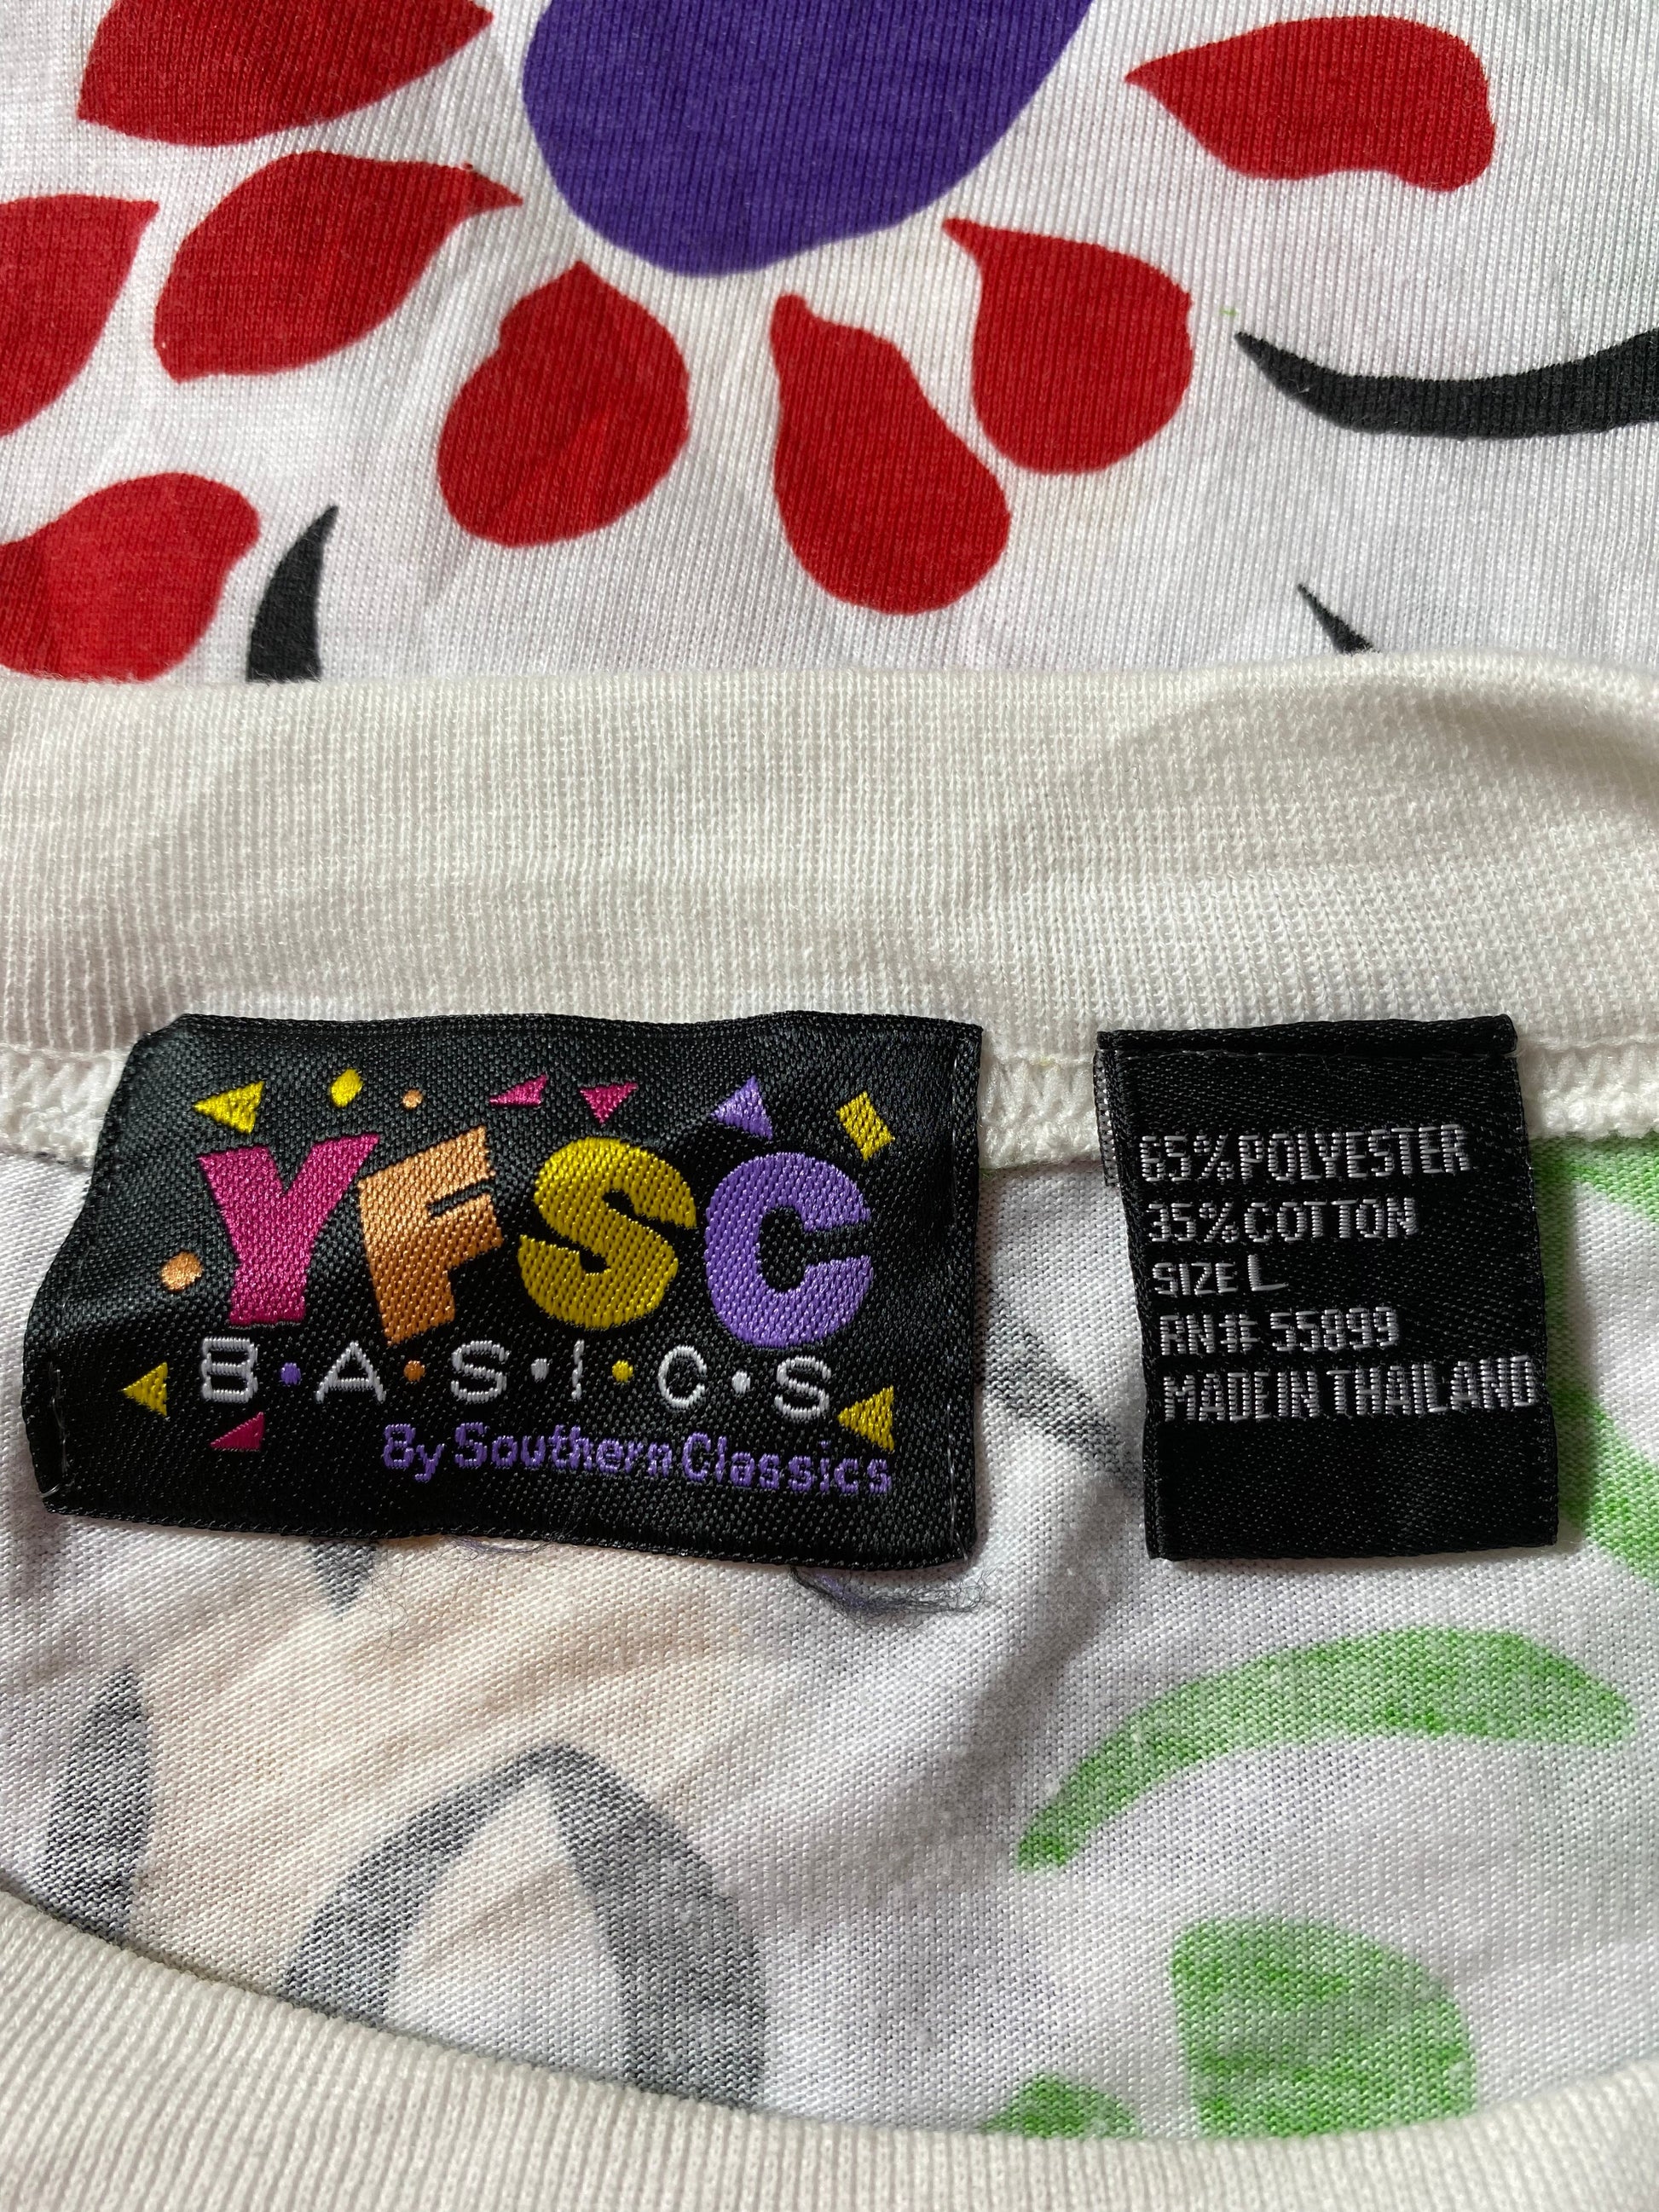 YFSC
B·A·S·I·C·S
By Southern Classics
65% POLYESTER
35% COTTON
SIZE L
RN# 55899
MADE IN THAILAND